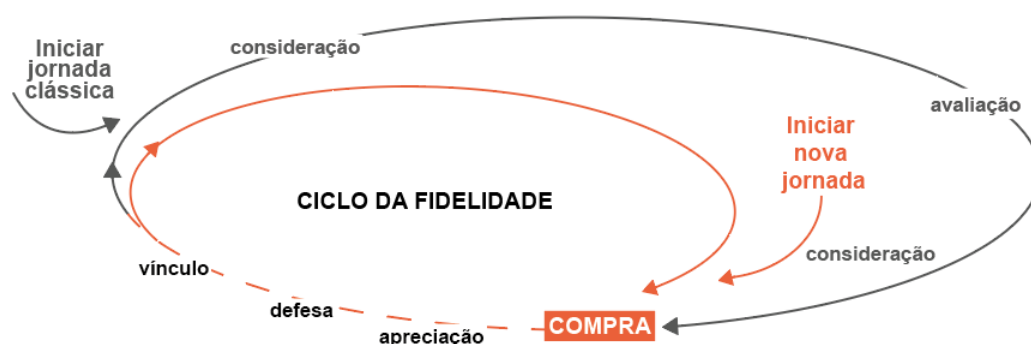 Iniciar
jornada
clássica
consideração
avaliação
Iniciar
nova
jornada
CICLO DA FIDELIDADE
consideração
vínculo
defesa
apreciação
COMPRA